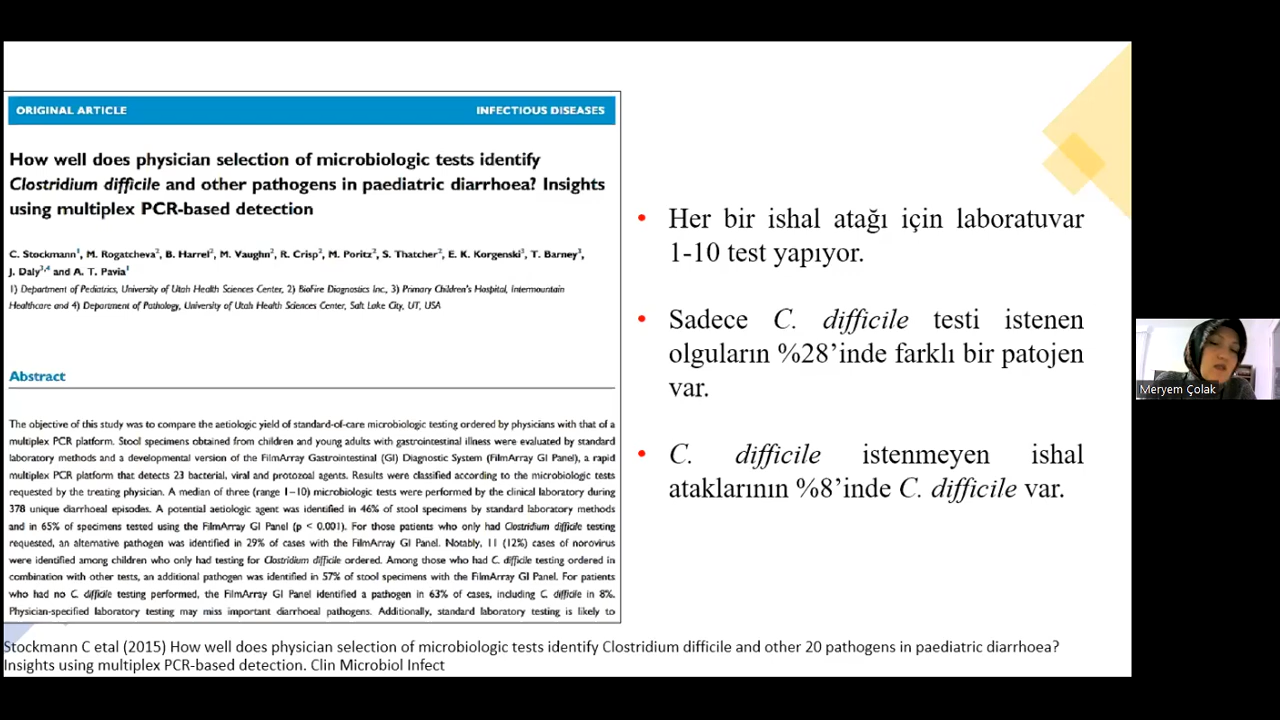 ORIGINAL ARTICLE INFECTIOUS DISEASES
How well does physician selection of microbiologic tests identify
Clostridium difficile and other pathogens in paediatric diarrhoea? Insights
using multiplex PCR-based detection
C. Stockmann1, M. Rogatcheva2, B. Harrel2, M. Vaughn2, R. Crisp2, M. Poritz2, S. Thatcher2, E. K. Korgenski3, T. Barney3,
J. Daly3,4 and A. T. Pavia1
1) Department of Pediatrics, University of Utah Health Sciences Center, 2) BioFire Diagnostics Inc., 3) Primary Children's Hospital, Intermountain
Healthcare and 4) Department of Pathology, University of Utah Health Sciences Center, Salt Lake City, UT, USA
Abstract
The objective of this study was to compare the aetiologic yield of standard-of-care microbiologic testing ordered by physicians with that of a
multiplex PCR platform. Stool specimens obtained from children and young adults with gastrointestinal illness were evaluated by standard
laboratory methods and a developmental version of the FilmArray Gastrointestinal (GI) Diagnostic System (FilmArray GI Panel), a rapid
multiplex PCR platform that detects 23 bacterial, viral and protozoal agents. Results were classified according to the microbiologic tests
requested by the treating physician. A median of three (range 1–10) microbiologic tests were performed by the clinical laboratory during
378 unique diarrhoeal episodes. A potential aetiologic agent was identified in 46% of stool specimens by standard laboratory methods
and in 65% of specimens tested using the FilmArray GI Panel (p < 0.001). For those patients who only had Clostridium difficile testing
requested, an alternative pathogen was identified in 29% of cases with the FilmArray GI Panel. Notably, 11 (12%) cases of norovirus
were identified among children who only had testing for Clostridium difficile ordered. Among those who had C. difficile testing ordered in
combination with other tests, an additional pathogen was identified in 57% of stool specimens with the FilmArray GI Panel. For patients
who had no C. difficile testing performed, the FilmArray GI Panel identified a pathogen in 63% of cases, including C. difficile in 8%.
Physician-specified laboratory testing may miss important diarrhoeal pathogens. Additionally, standard laboratory testing is likely to
• Her bir ishal atağı için laboratuvar
1-10 test yapıyor.
• Sadece C. difficile testi istenen
olguların %28’inde farklı bir patojen
var.
• C. difficile istenmeyen ishal
ataklarının %8’inde C. difficile var.
Stockmann C etal (2015) How well does physician selection of microbiologic tests identify Clostridium difficile and other 20 pathogens in paediatric diarrhoea?
Insights using multiplex PCR-based detection. Clin Microbiol Infect
Meryem Çolak